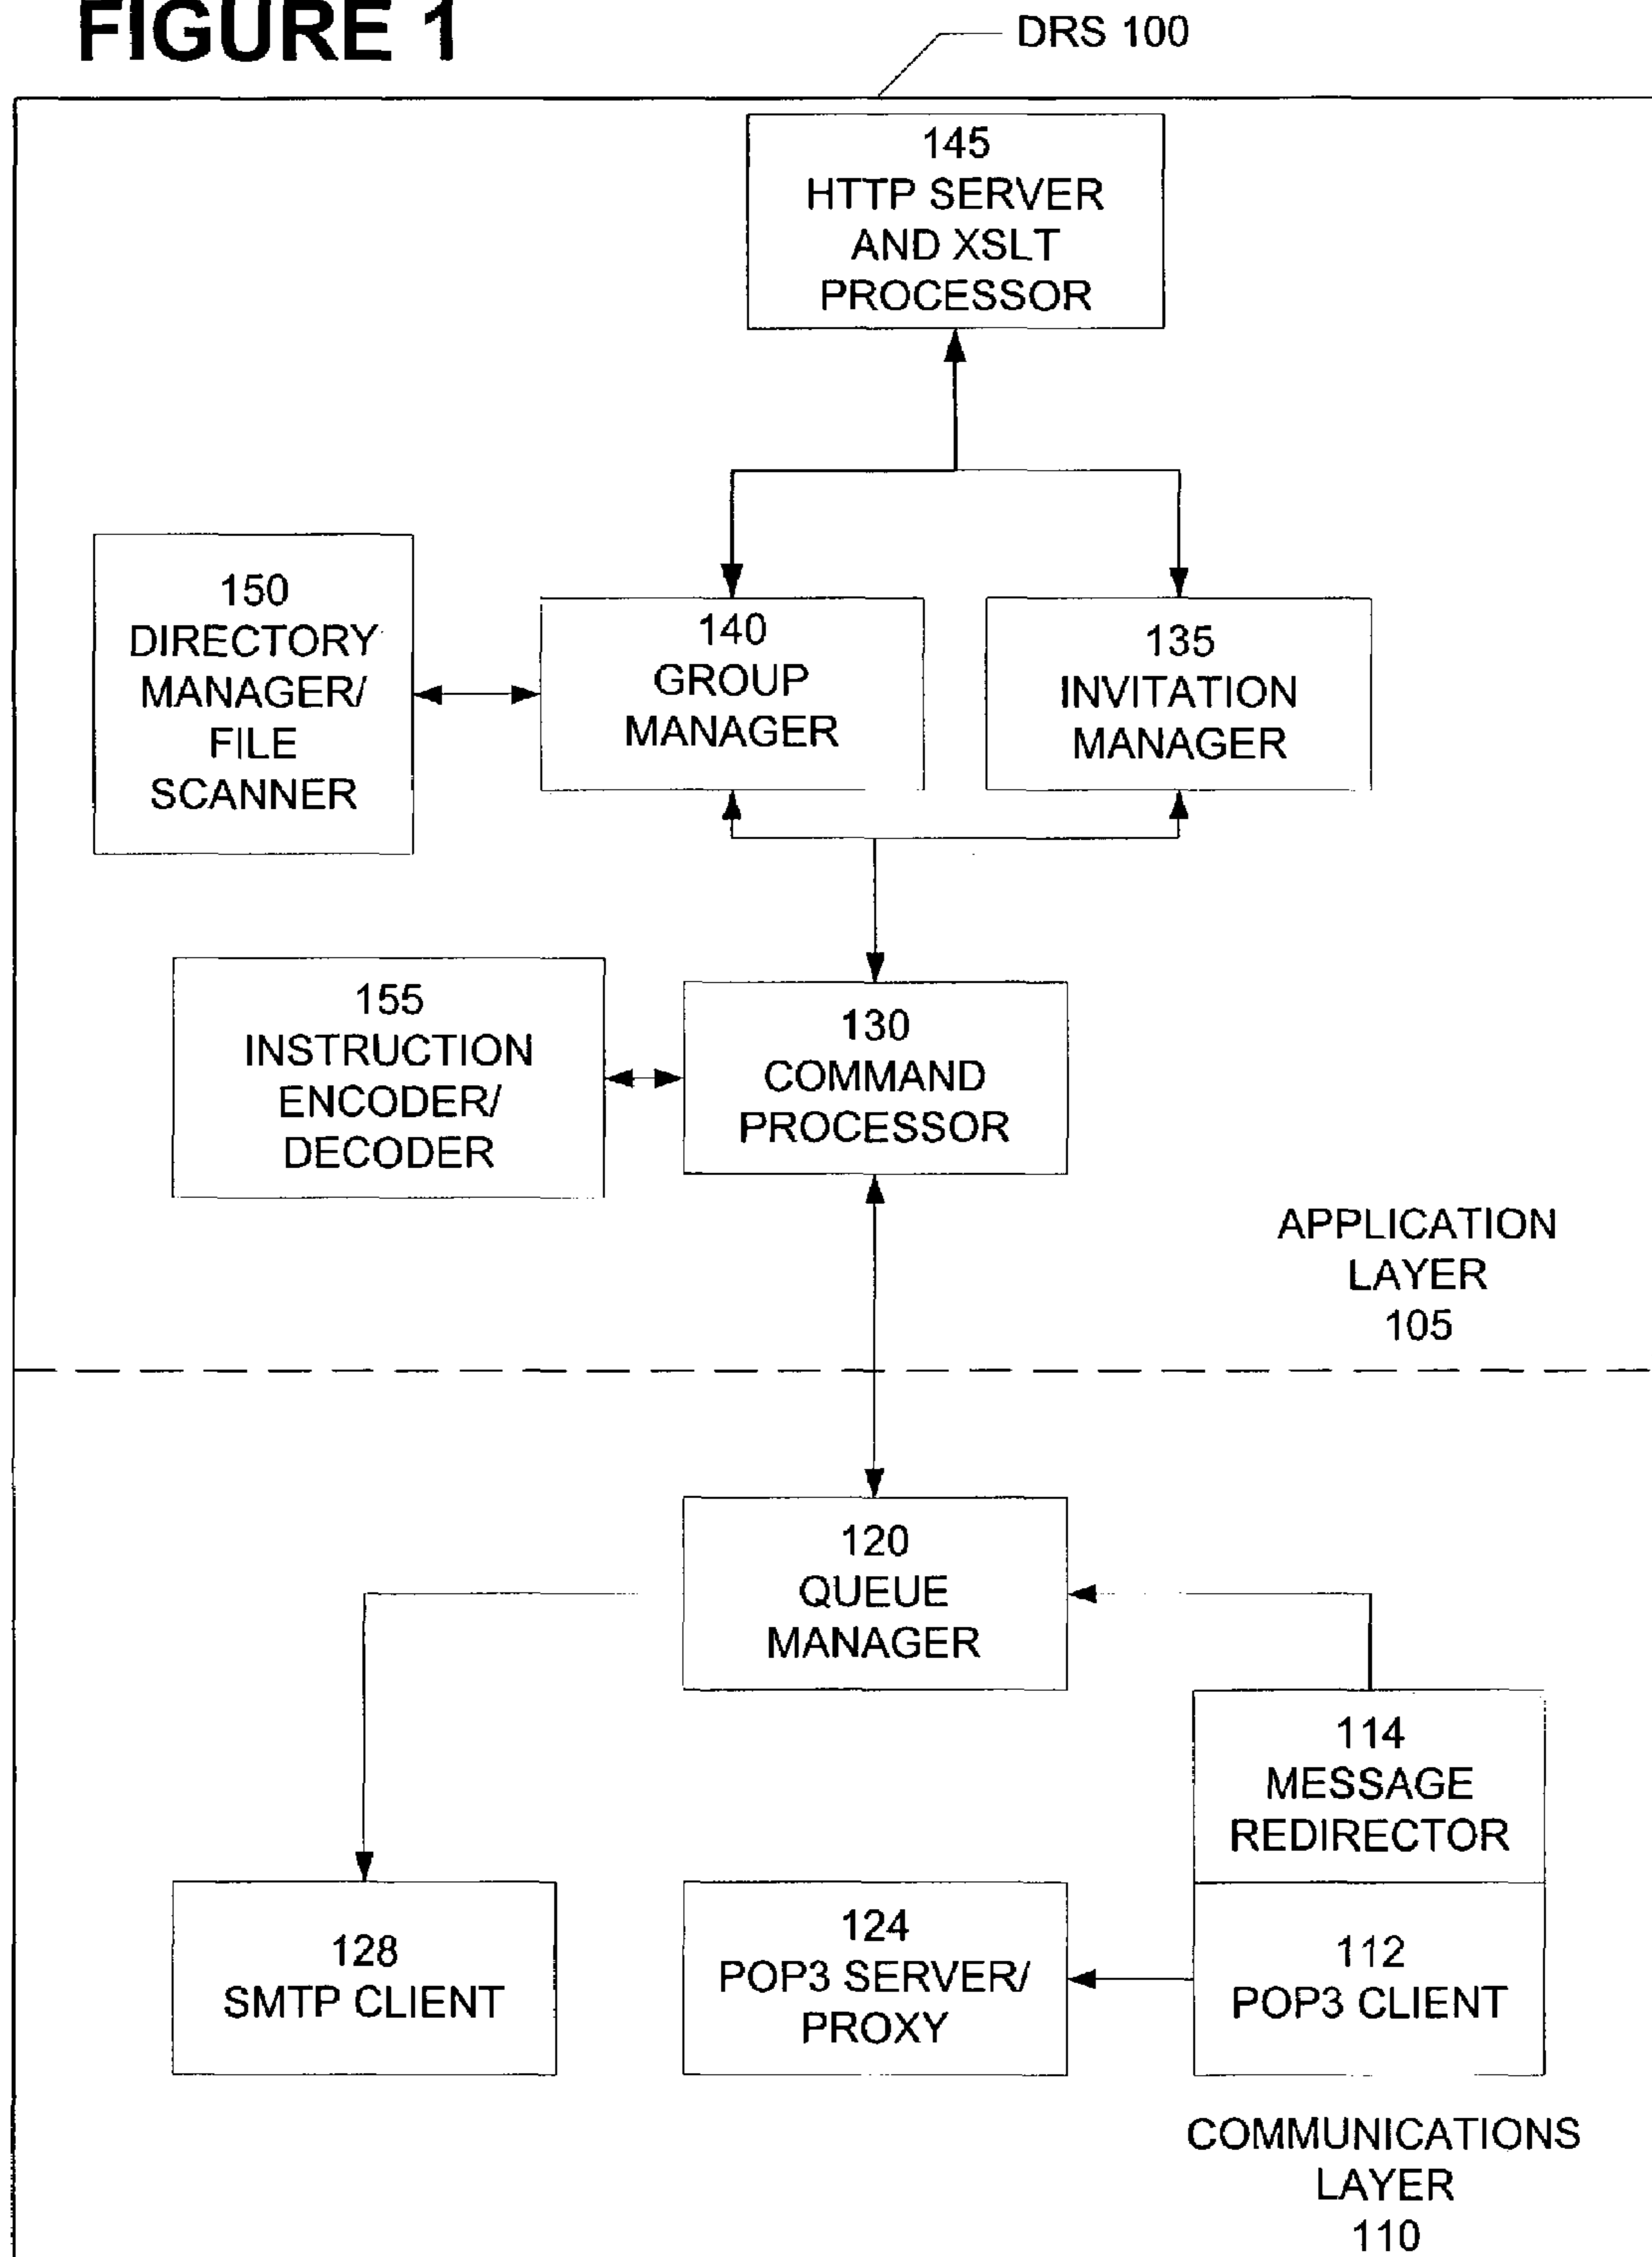 FIGURE 1
DRS 100
145
HTTP SERVER
AND XSLT
PROCESSOR
150
DIRECTORY
MANAGER/
FILE
SCANNER
140
GROUP
MANAGER
135
INVITATION
MANAGER
155
INSTRUCTION
ENCODER/
DECODER
130
COMMAND
PROCESSOR
APPLICATION
LAYER
105
120
QUEUE
MANAGER
114
MESSAGE
REDIRECTOR
128
SMTP CLIENT
124
POP3 SERVER/
PROXY
112
POP3 CLIENT
COMMUNICATIONS
LAYER
110